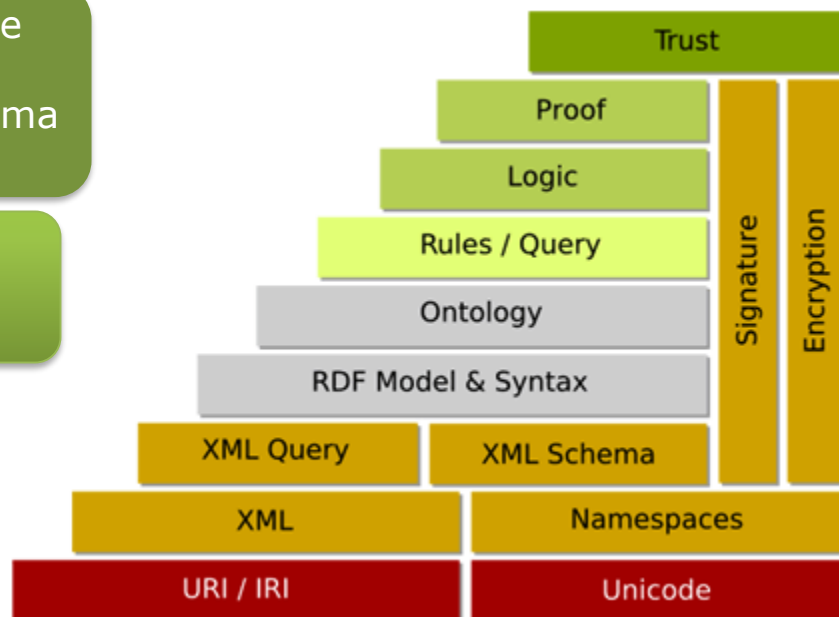 e
ma
Trust
Proof
Logic
Rules / Query
Ontology
RDF Model & Syntax
XML Query
XML Schema
XML
Namespaces
URI / IRI
Unicode
Signature
Encryption